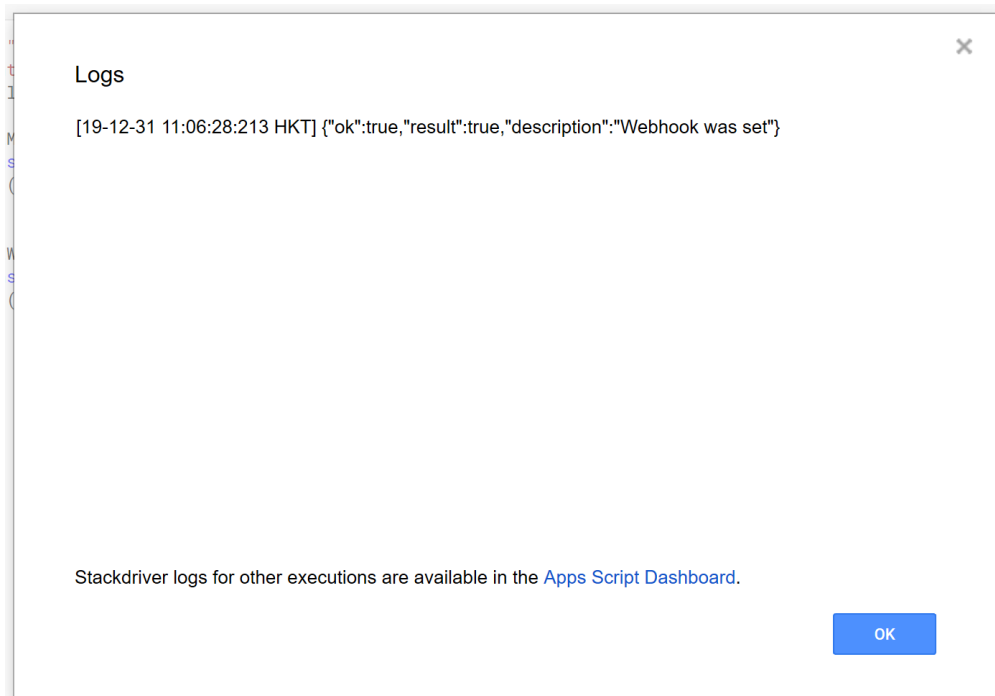 Logs
[19-12-31 11:06:28:213 HKT] {"ok":true,"result":true,"description":"Webhook was set"}
Stackdriver logs for other executions are available in the Apps Script Dashboard.
OK